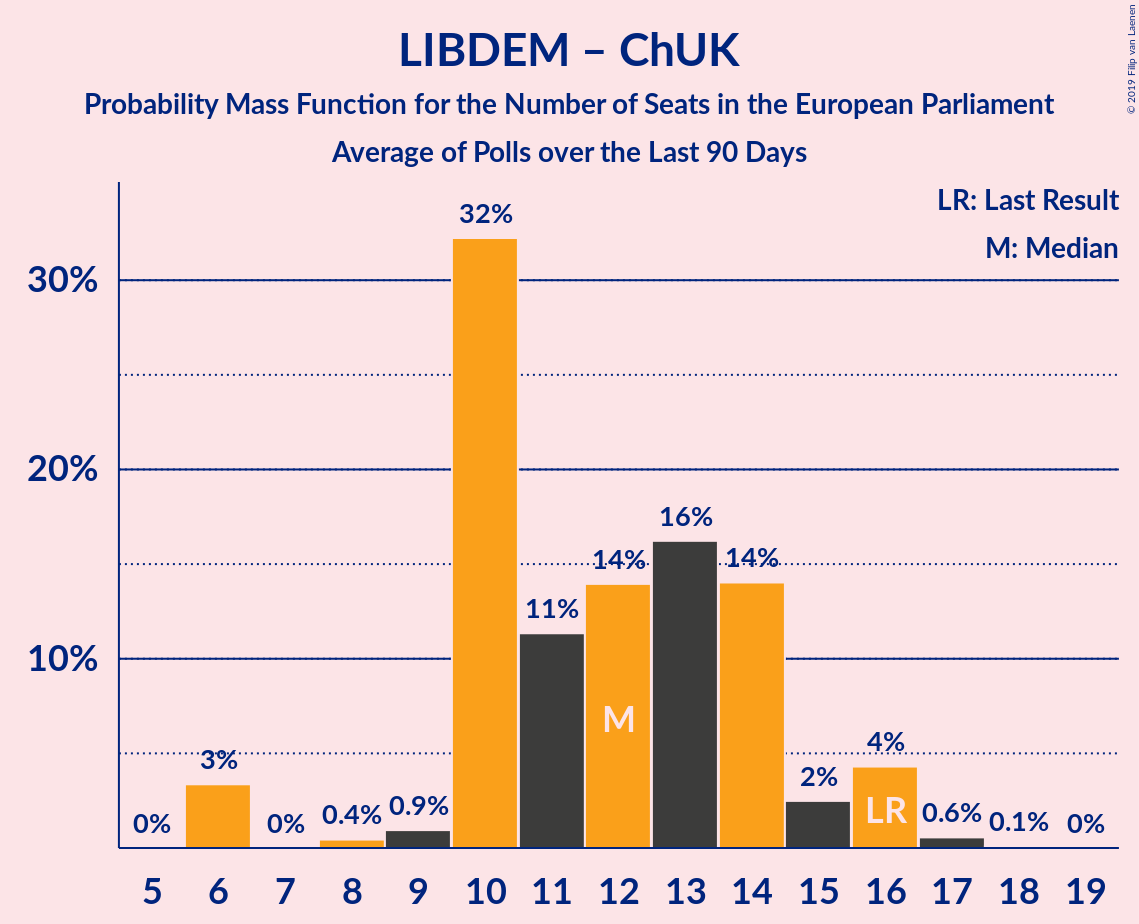 LIBDEM – ChUK
Probability Mass Function for the Number of Seats in the European Parliament
Average of Polls over the Last 90 Days
© 2019 Filip van Laenen
LR: Last Result
M: Median
30%
20%
10%
0%
3%
0%
0.4%
0.9%
32%
11%
14%
16%
14%
2%
4%
0.6%
0.1%
0%
M
LR
5 6 7 8 9 10 11 12 13 14 15 16 17 18 19